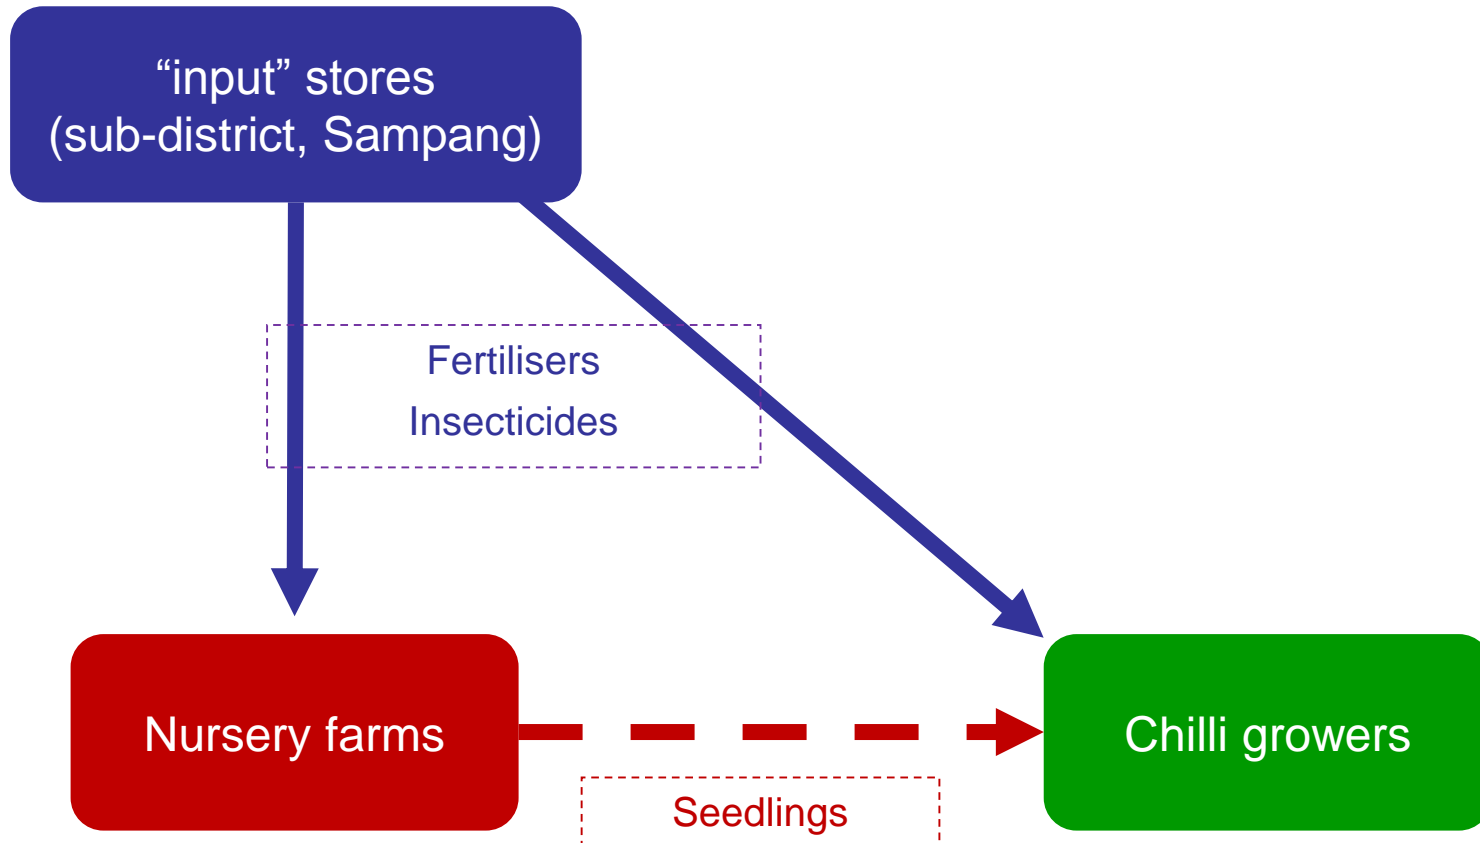 “input” stores
(sub-district, Sampang)
Fertilisers
Insecticides
Nursery farms
Chilli growers
Seedlings